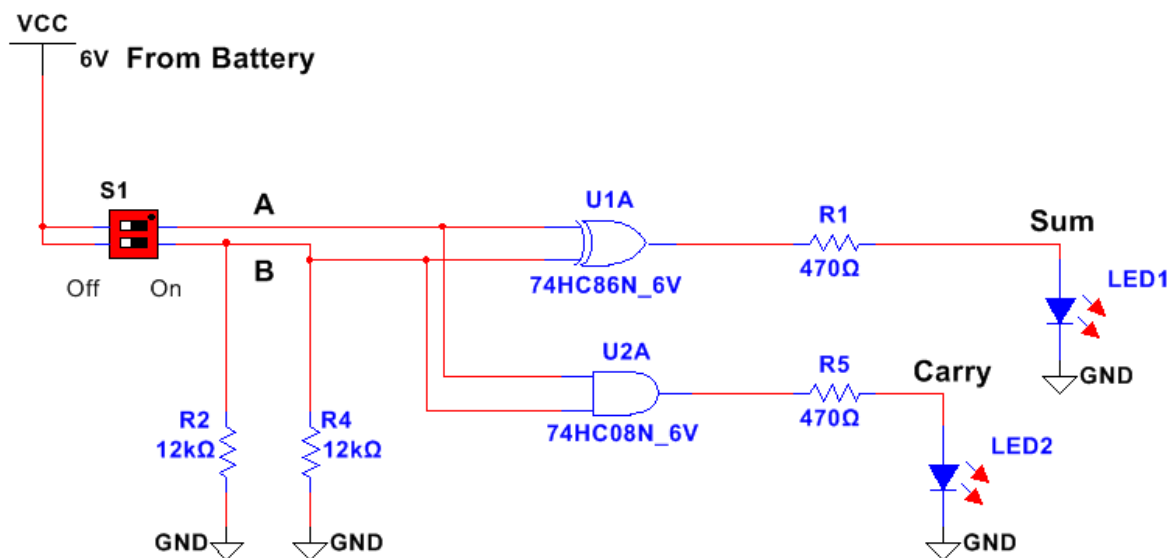 VCC
6V From Battery
S1
A
B
Off On
U1A
74HC86N_6V
R1
470Ω
Sum
LED1
GND
U2A
74HC08N_6V
R5
470Ω
Carry
LED2
GND
R2
12kΩ
R4
12kΩ
GND
GND